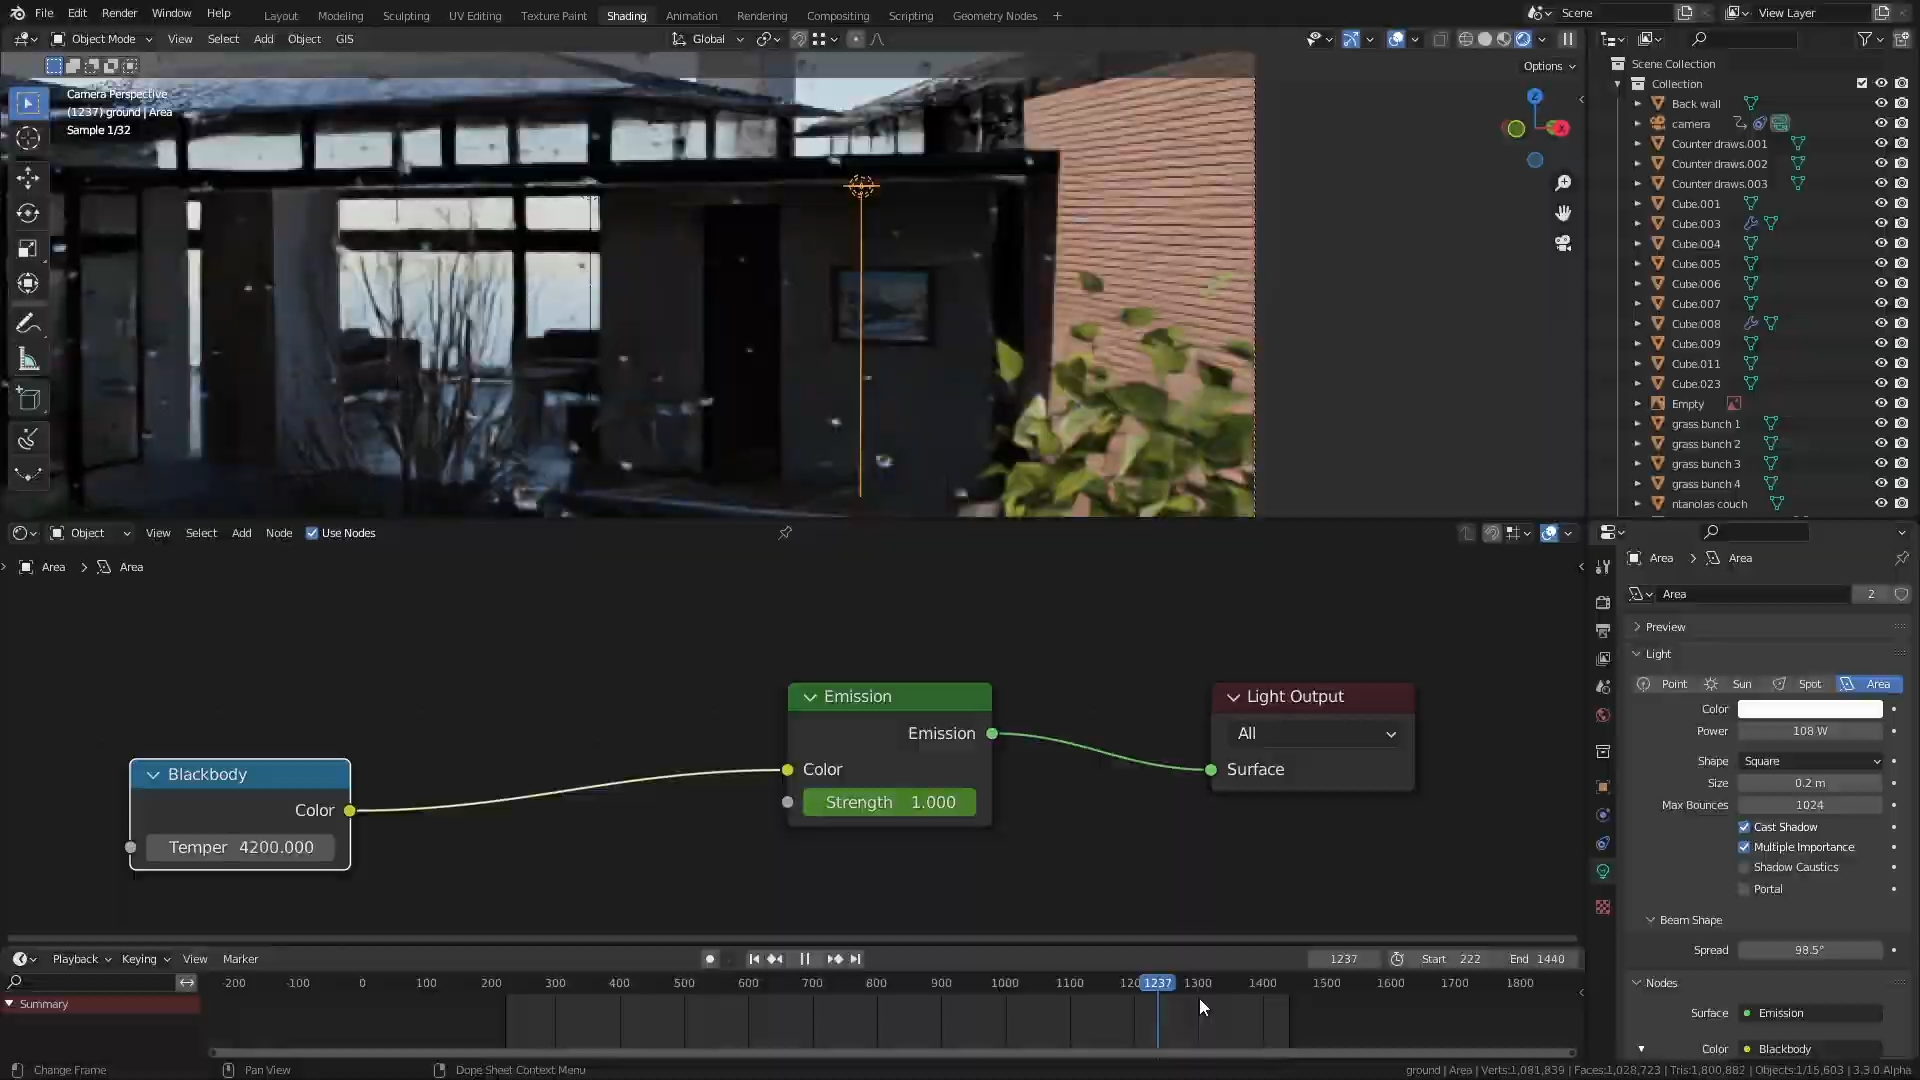 File Edit Render Window Help
Layout Modeling Sculpting UV Editing Texture Paint Shading Animation Rendering Compositing Scripting Geometry Nodes +
Scene
View Layer
Object Mode View Select Add Object GIS
Global
Options
Camera Perspective
(1237) ground | Area
Sample 1/32
Z
X
Scene Collection
Collection
Back wall
camera
Counter draws.001
Counter draws.002
Counter draws.003
Cube.001
Cube.003
Cube.004
Cube.005
Cube.006
Cube.007
Cube.008
Cube.009
Cube.011
Cube.023
Empty
grass bunch 1
grass bunch 2
grass bunch 3
grass bunch 4
ntanolas couch
Object View Select Add Node Use Nodes
Area > Area
Blackbody
Color
Temper 4200.000
Emission
Emission
Color
Strength 1.000
Light Output
All
Surface
Area > Area
Area 2
Preview
Light
Point Sun Spot Area
Color
Power 108 W
Shape Square
Size 0.2 m
Max Bounces 1024
Cast Shadow
Multiple Importance
Shadow Caustics
Portal
Beam Shape
Spread 98.5°
Nodes
Surface Emission
Color Blackbody
Playback Keying View Marker
1237 Start 222 End 1440
-200 -100 0 100 200 300 400 500 600 700 800 900 1000 1100 120 1237 1300 1400 1500 1600 1700 1800
Summary
Change Frame Pan View Dope Sheet Context Menu
ground | Area | Verts:1,081,839 | Faces:1,028,723 | Tris:1,800,882 | Objects:1/15,603 | 3.3.0 Alpha